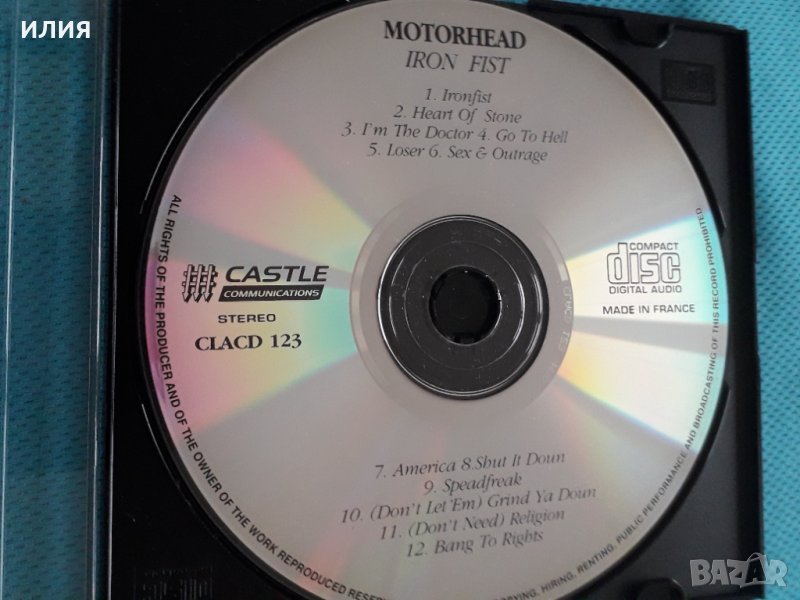 илия
MOTORHEAD
IRON FIST
1. Ironfist
2. Heart Of Stone
3. I'm The Doctor 4. Go To Hell
5. Loser 6. Sex & Outrage
CASTLE
COMMUNICATIONS
STEREO
CLACD 123
COMPACT
disc
DIGITAL AUDIO
MADE IN FRANCE
7. America 8.Shut It Doun
9. Speadfreak
10. (Don't Let 'Em) Grind Ya Doun
11. (Don't Need) Religion
12. Bang To Rights
ALL RIGHTS OF THE PRODUCER AND OF THE OWNER OF THE WORK REPRODUCED RESERVED HIRING, RENTING, PUBLIC PERFORMANCE AND BROADCASTING OF THIS RECORD PROHIBITED
BAZAR